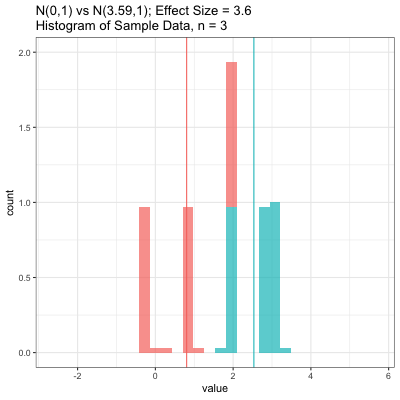 N(0,1) vs N(3.59,1); Effect Size = 3.6
Histogram of Sample Data, n = 3
2.0
1.5
count
1.0
0.5
0.0
-2 0 2 4 6
value